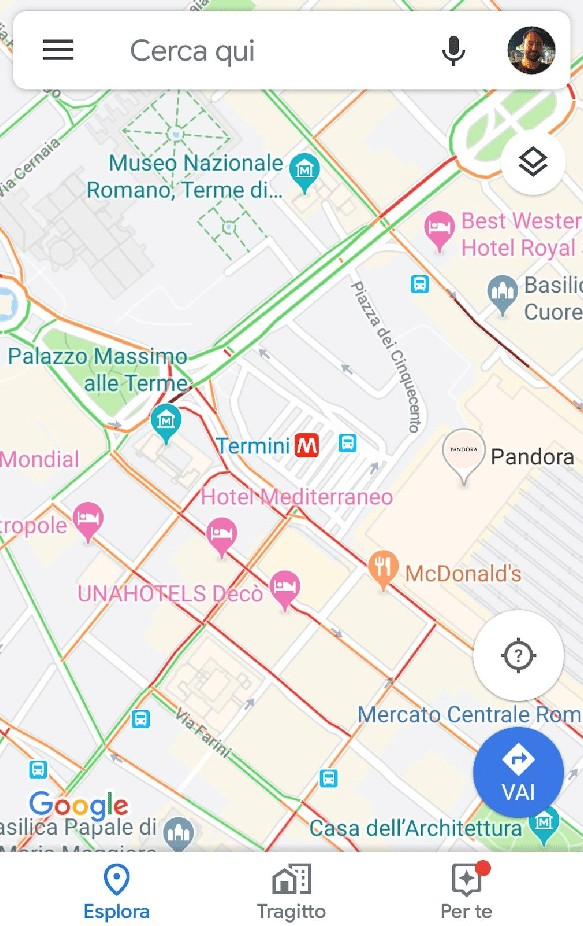 Cerca qui
Via Cernaia
Museo Nazionale
Romano, Terme di...
Best Wester
Hotel Royal
Basilic
Cuore
Piazza dei Cinquecento
Palazzo Massimo
alle Terme
Termini M
PANDORA
Pandora
Mondial
Hotel Mediterraneo
tropole
McDonald's
UNAHOTELS Decò
?
Mercato Centrale Rom
Via Farini
VAI
Google
asilica Papale di
Casa dell'Architettura
Esplora
Tragitto
Per te